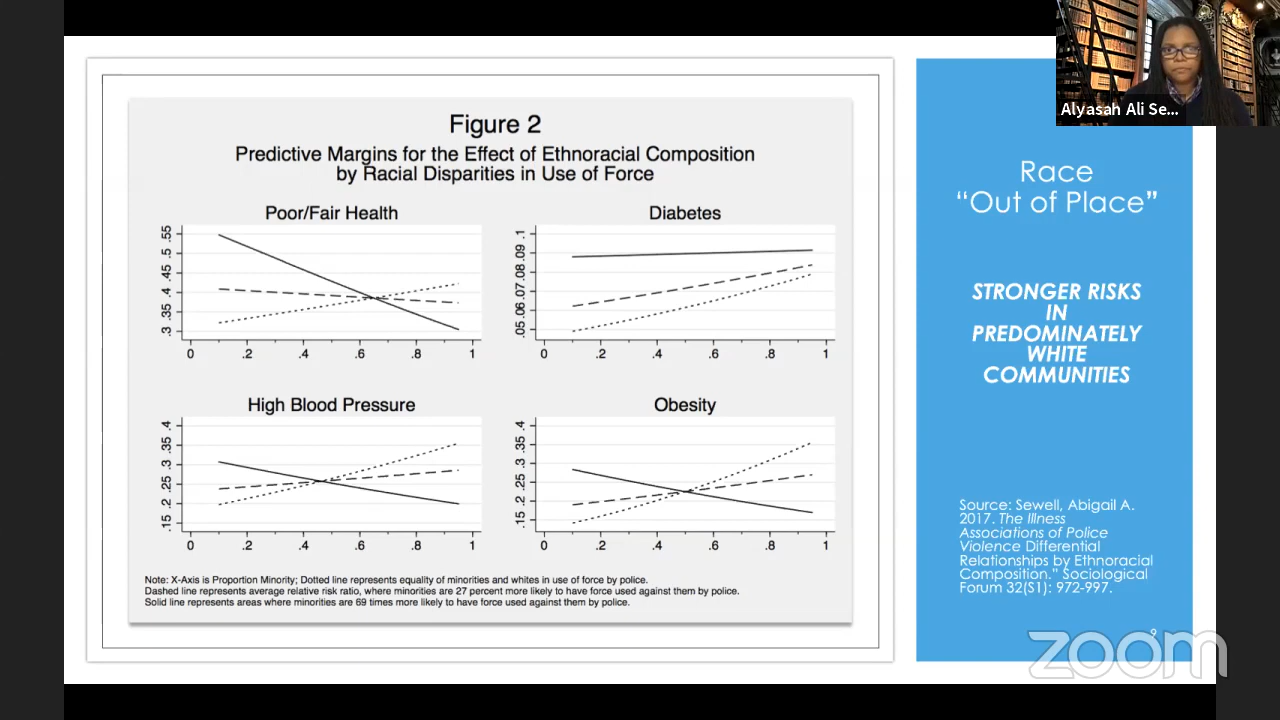 Alyasah Ali Se...
Figure 2
Predictive Margins for the Effect of Ethnoracial Composition
by Racial Disparities in Use of Force
Poor/Fair Health
.55
.5
.45
.4
.35
.3
0 .2 .4 .6 .8 1
Diabetes
.1
.09
.08
.07
.06
.05
0 .2 .4 .6 .8 1
High Blood Pressure
.4
.35
.3
.25
.2
.15
0 .2 .4 .6 .8 1
Obesity
.4
.35
.3
.25
.2
.15
0 .2 .4 .6 .8 1
Note: X-Axis is Proportion Minority; Dotted line represents equality of minorities and whites in use of force by police.
Dashed line represents average relative risk ratio, where minorities are 27 percent more likely to have force used against them by police.
Solid line represents areas where minorities are 69 times more likely to have force used against them by police.
Race
“Out of Place”
STRONGER RISKS
IN
PREDOMINATELY
WHITE
COMMUNITIES
Source: Sewell, Abigail A.
2017. The Illness
Associations of Police
Violence Differential
Relationships by Ethnoracial
Composition.” Sociological
Forum 32(S1): 972-997.
9
zoom